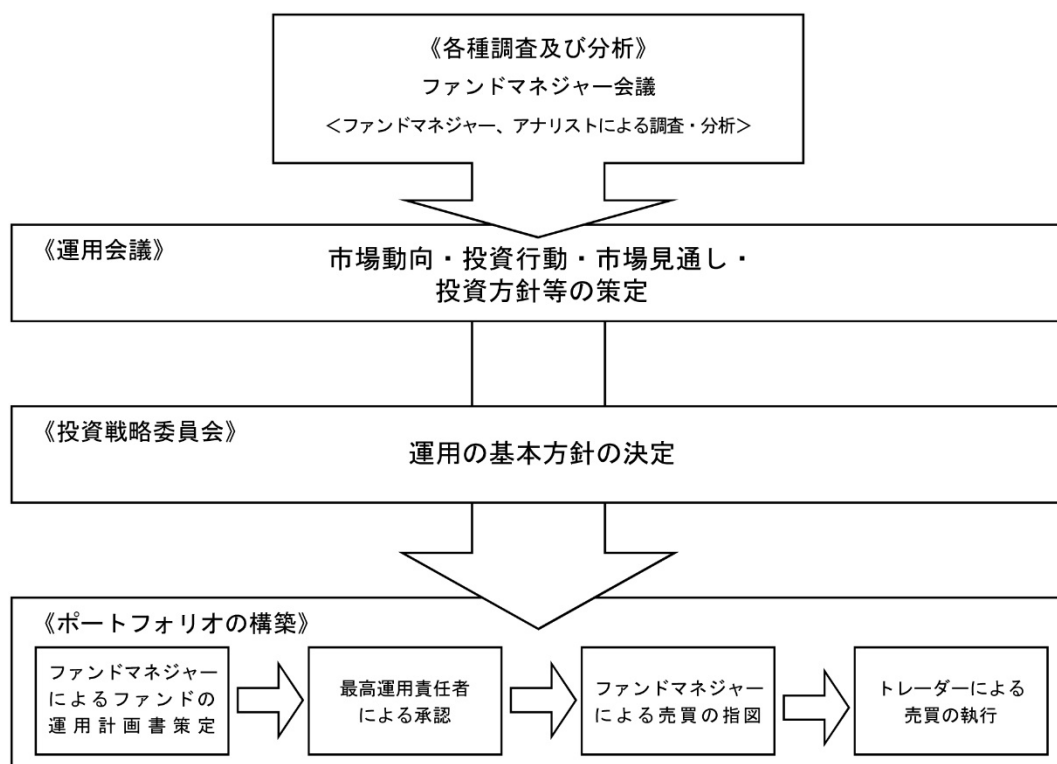 《各種調査及び分析》
ファンドマネジャー会議
＜ファンドマネジャー、アナリストによる調査・分析＞
《運用会議》
市場動向・投資行動・市場見通し・
投資方針等の策定
《投資戦略委員会》
運用の基本方針の決定
《ポートフォリオの構築》
ファンドマネジャー
によるファンドの
運用計画書策定
最高運用責任者
による承認
ファンドマネジャー
による売買の指図
トレーダーによる
売買の執行